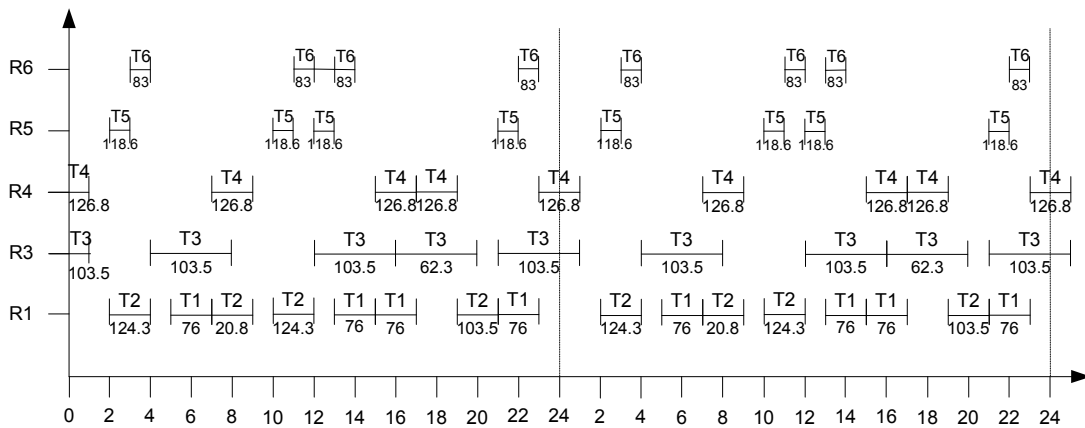 T6 T6 T6 T6 T6 T6 T6 T6
R6
83 83 83 83 83 83 83 83
T5 T5 T5 T5 T5 T5 T5 T5
R5
118.6 118.6 118.6 118.6 118.6 118.6 118.6 118.6
T4 T4 T4 T4 T4 T4 T4 T4 T4
R4
126.8 126.8 126.8 126.8 126.8 126.8 126.8 126.8 126.8
T3 T3 T3 T3 T3 T3 T3 T3 T3
R3
103.5 103.5 103.5 62.3 103.5 103.5 103.5 62.3 103.5
T2 T1 T2 T2 T1 T1 T2 T1 T2 T1 T2 T2 T1 T1 T2 T1
R1
124.3 76 20.8 124.3 76 76 103.5 76 124.3 76 20.8 124.3 76 76 103.5 76
0 2 4 6 8 10 12 14 16 18 20 22 24 2 4 6 8 10 12 14 16 18 20 22 24